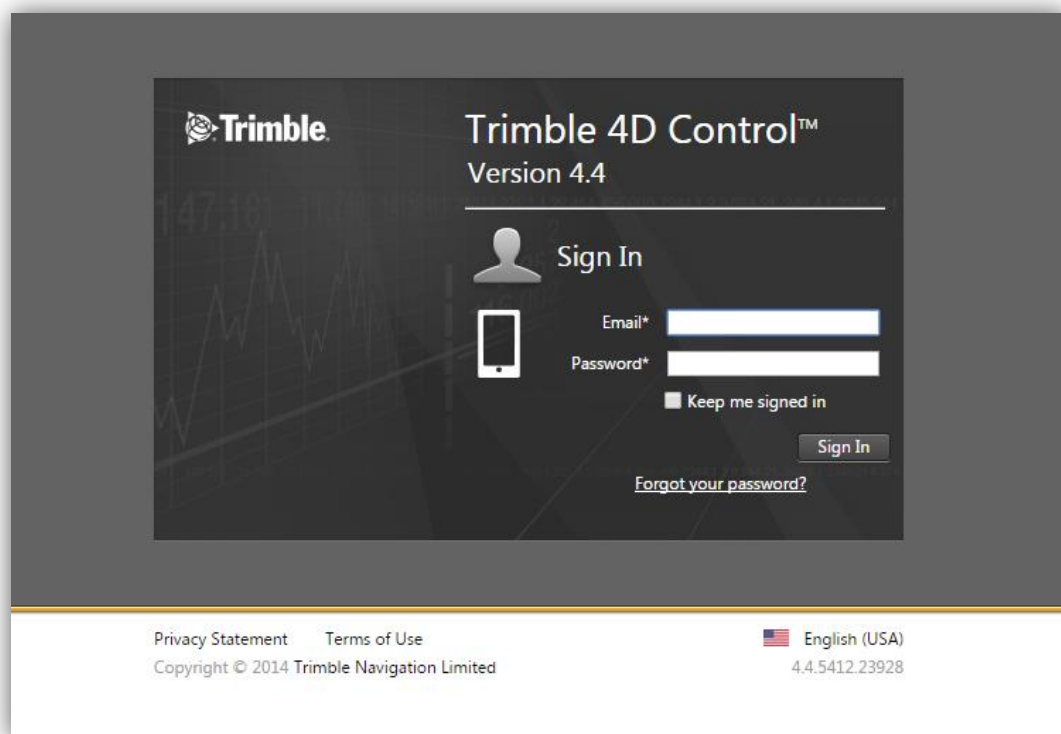 Trimble
Trimble 4D Control™
Version 4.4
Sign In
Email*
Password*
Keep me signed in
Sign In
Forgot your password?
Privacy Statement Terms of Use
English (USA)
Copyright © 2014 Trimble Navigation Limited
4.4.5412.23928